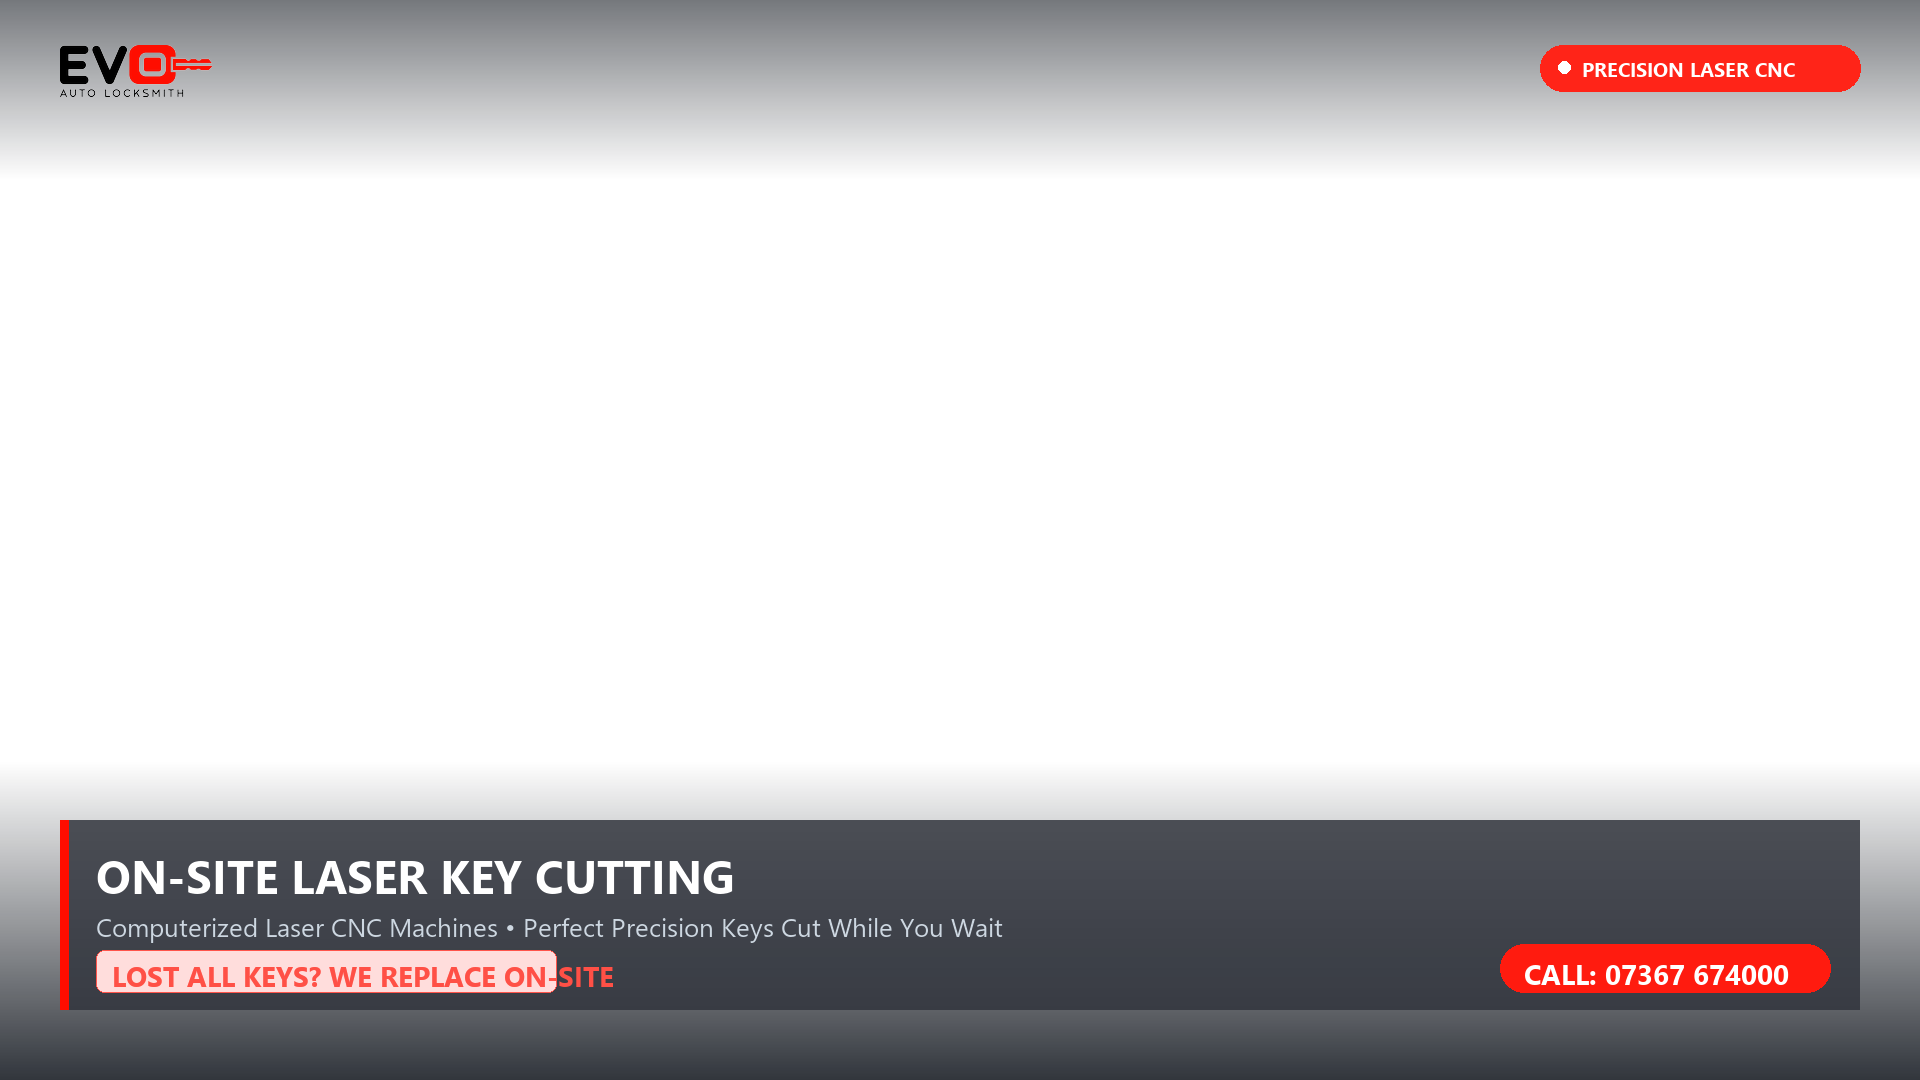 EVO
AUTO LOCKSMITH
PRECISION LASER CNC
ON-SITE LASER KEY CUTTING
Computerized Laser CNC Machines • Perfect Precision Keys Cut While You Wait
LOST ALL KEYS? WE REPLACE ON-SITE
CALL: 07367 674000